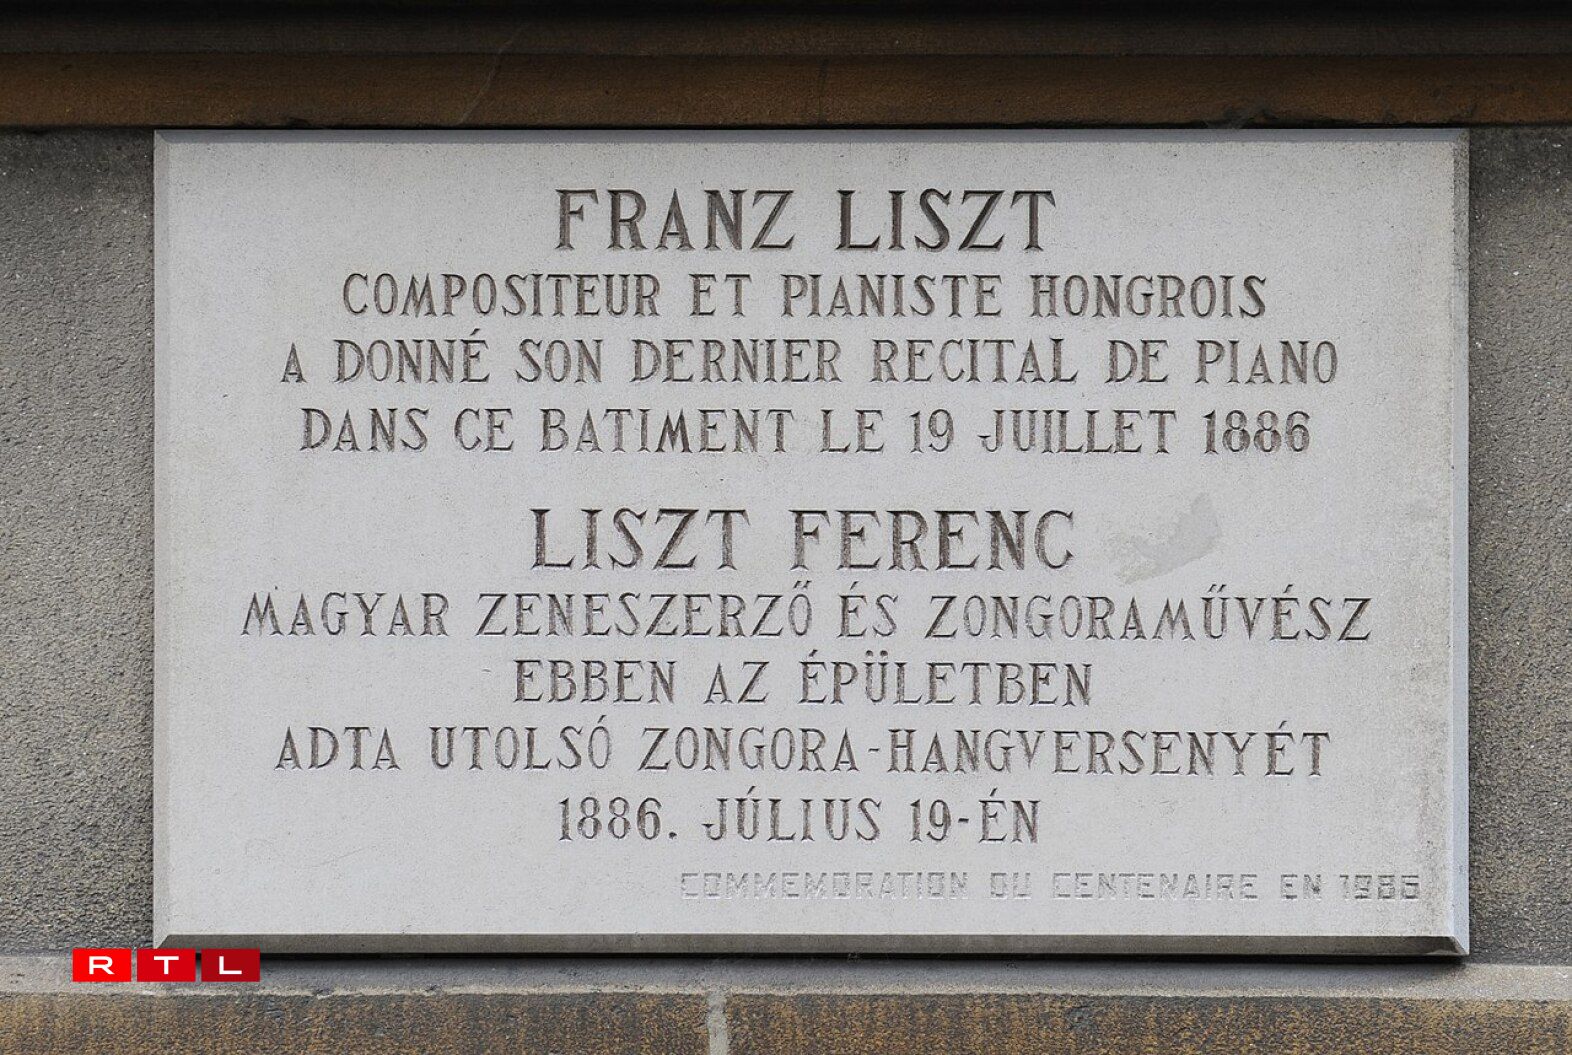 FRANZ LISZT
COMPOSITEUR ET PIANISTE HONGROIS
A DONNÉ SON DERNIER RECITAL DE PIANO
DANS CE BATIMENT LE 19 JUILLET 1886
LISZT FERENC
MAGYAR ZENESZERZŐ ÉS ZONGORAMŰVÉSZ
EBBEN AZ ÉPÜLETBEN
ADTA UTOLSÓ ZONGORA-HANGVERSENYÉT
1886. JÚLIUS 19-ÉN
COMMEMORATION DU CENTENAIRE EN 1986
RTL